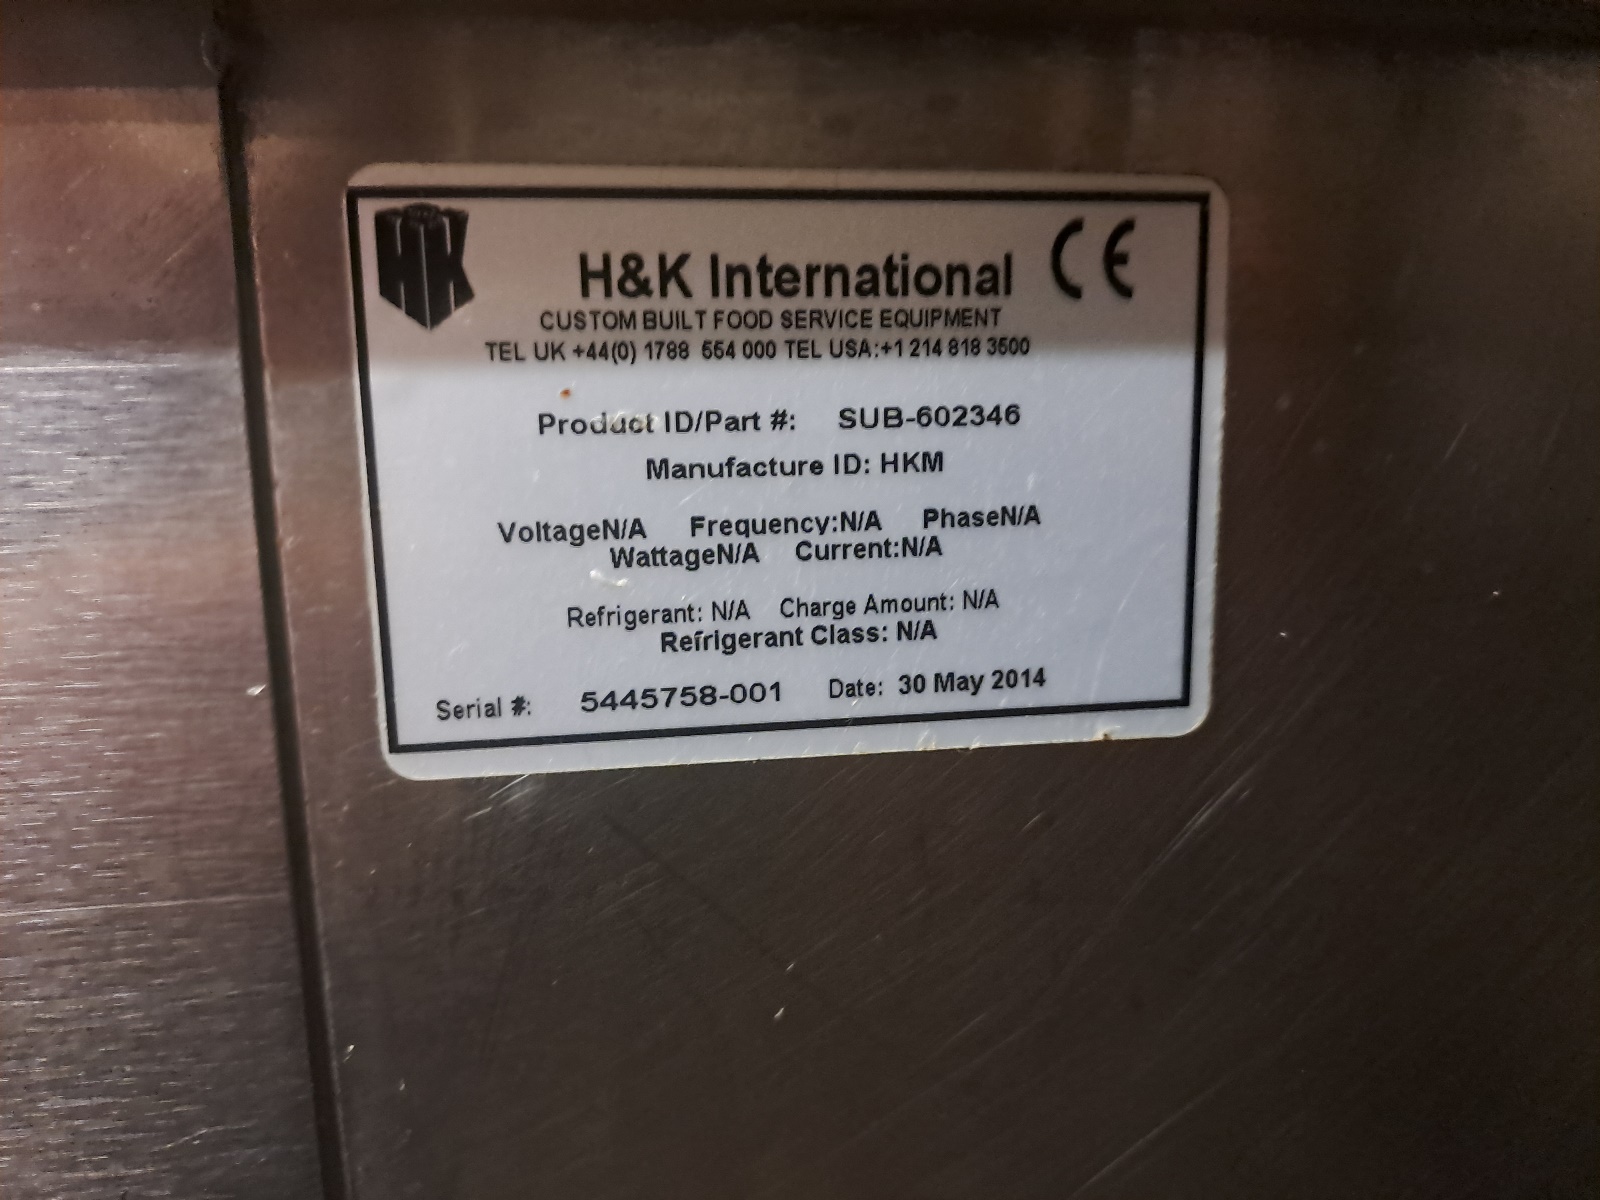 HK
H&K International CE
CUSTOM BUILT FOOD SERVICE EQUIPMENT
TEL UK +44(0) 1788 554 000 TEL USA:+1 214 818 3500
Product ID/Part #: SUB-602346
Manufacture ID: HKM
VoltageN/A Frequency:N/A PhaseN/A
WattageN/A Current:N/A
Refrigerant: N/A Charge Amount: N/A
Refrigerant Class: N/A
Serial #: 5445758-001 Date: 30 May 2014